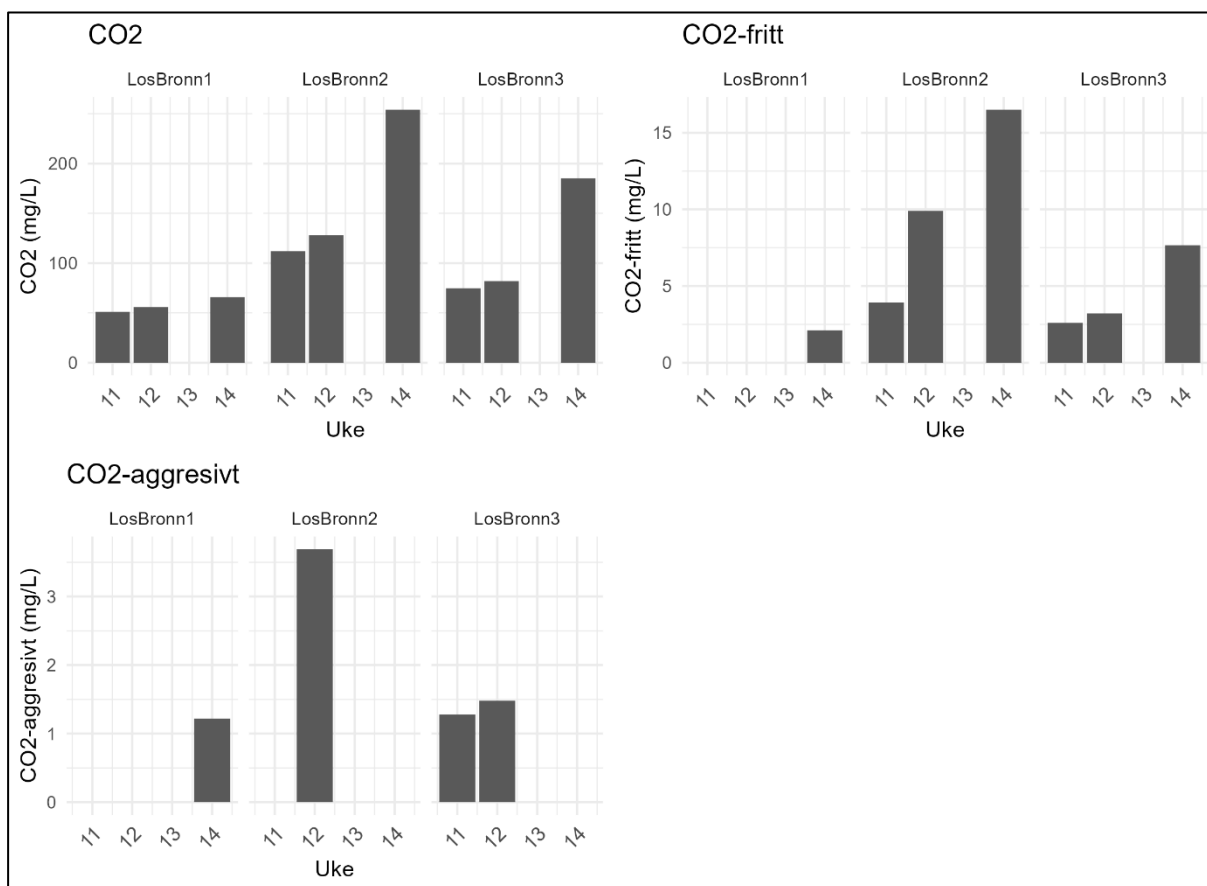 CO2
LosBronn1 LosBronn2 LosBronn3
CO2 (mg/L)
200
100
0
11 12 13 14 11 12 13 14 11 12 13 14
Uke
CO2-fritt
LosBronn1 LosBronn2 LosBronn3
CO2-fritt (mg/L)
15
10
5
0
11 12 13 14 11 12 13 14 11 12 13 14
Uke
CO2-aggresivt
LosBronn1 LosBronn2 LosBronn3
CO2-aggresivt (mg/L)
3
2
1
0
11 12 13 14 11 12 13 14 11 12 13 14
Uke